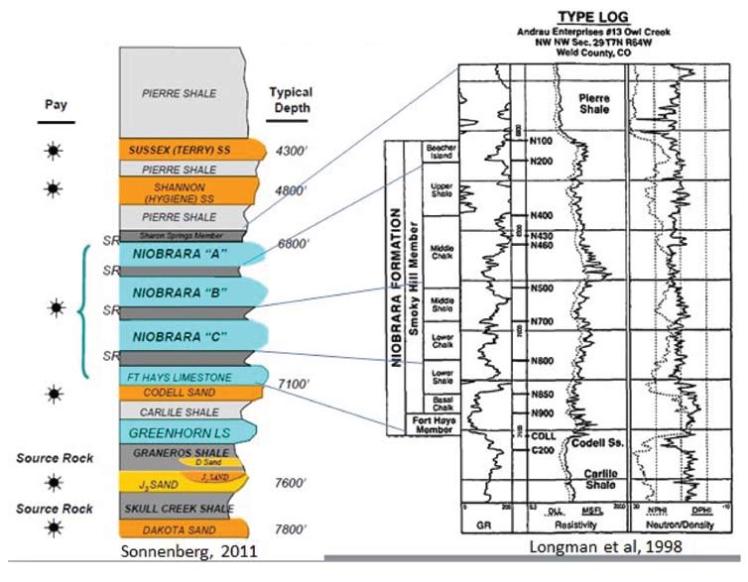 TYPE LOG
Andrau Enterprises #13 Owl Creek
NW NW Sec. 29 T7N R64W
Weld County, CO
Pay
Typical
Depth
PIERRE SHALE
SUSSEX (TERRY) SS
4300'
PIERRE SHALE
SHANNON
(HYGIENE) SS
4800'
PIERRE SHALE
Sharon Springs Member
SR
6800'
NIOBRARA "A"
SR
NIOBRARA "B"
SR
NIOBRARA "C"
SR
FT HAYS LIMESTONE
7100'
CODELL SAND
CARLILE SHALE
GREENHORN LS
Source Rock
GRANEROS SHALE
D Sand
J SAND
J SAND
7600'
Source Rock
SKULL CREEK SHALE
DAKOTA SAND
7800'
Sonnenberg, 2011
NIOBRARA FORMATION
Smoky Hill Member
Beecher
Island
Upper
Shale
Middle
Chalk
Middle
Shale
Lower
Chalk
Lower
Shale
Basal
Chalk
Fort Hays
Member
Pierre
Shale
N100
N200
N400
N430
N460
N500
N700
N800
N850
N900
COLL
C200
Codell Ss.
Carlile
Shale
0
200
GR
DLL
MSFL
Resistivity
30
-10
NPHI
DPHI
Neutron/Density
Longman et al, 1998